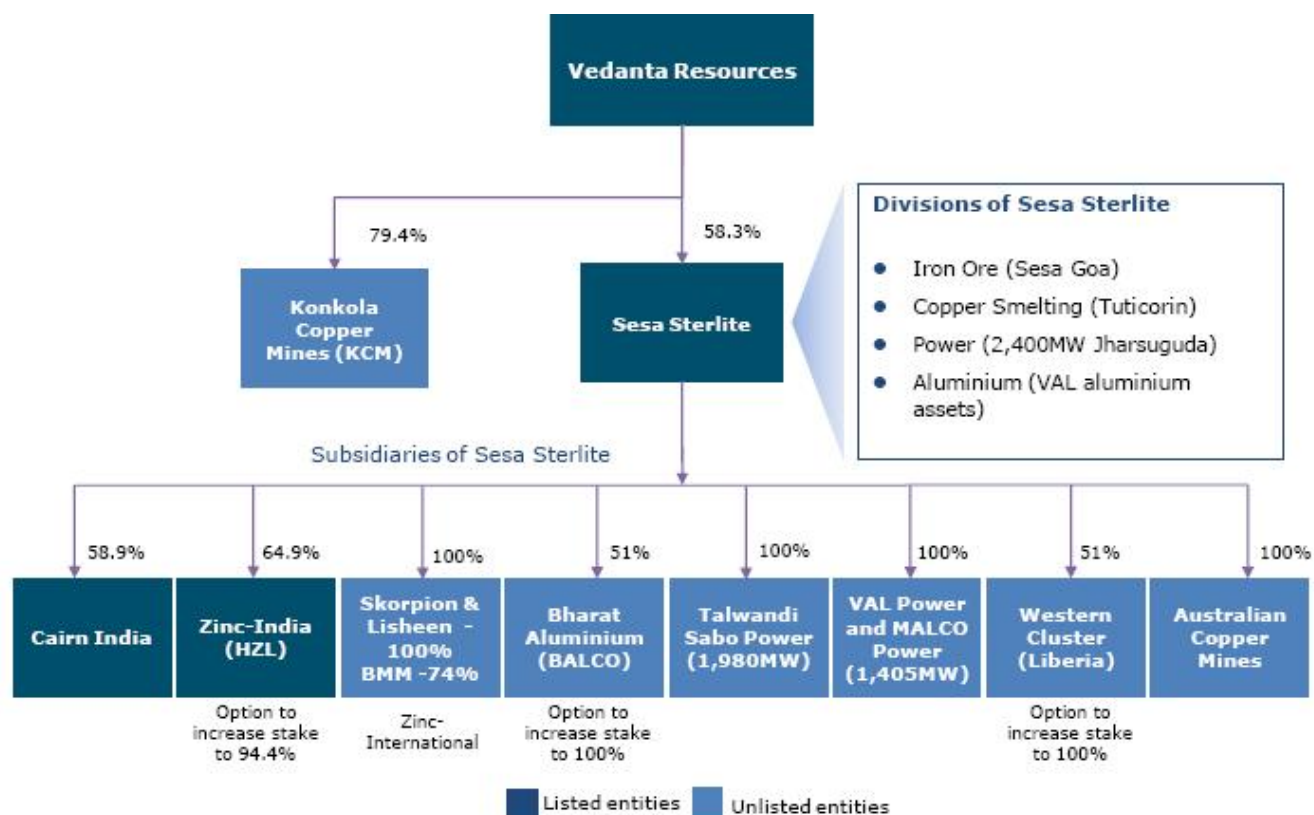 Vedanta Resources
79.4%
58.3%
Konkola
Copper
Mines (KCM)
Sesa Sterlite
Divisions of Sesa Sterlite
● Iron Ore (Sesa Goa)
● Copper Smelting (Tuticorin)
● Power (2,400MW Jharsuguda)
● Aluminium (VAL aluminium
assets)
Subsidiaries of Sesa Sterlite
58.9%
64.9%
100%
51%
100%
100%
51%
100%
Cairn India
Zinc-India
(HZL)
Skorpion &
Lisheen -
100%
BMM -74%
Bharat
Aluminium
(BALCO)
Talwandi
Sabo Power
(1,980MW)
VAL Power
and MALCO
Power
(1,405MW)
Western
Cluster
(Liberia)
Australian
Copper
Mines
Option to
increase stake
to 94.4%
Zinc-
International
Option to
increase stake
to 100%
Option to
increase stake
to 100%
Listed entities
Unlisted entities